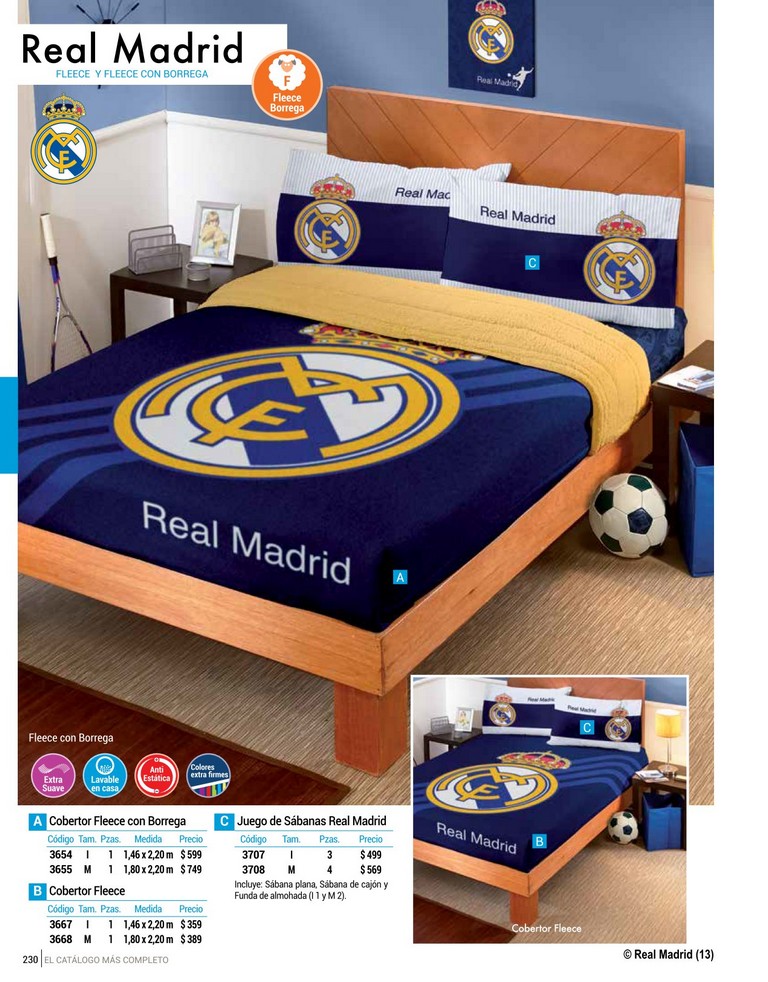 Real Madrid
FLEECE Y FLEECE CON BORREGA
F
Fleece
Borrega
Real Madrid
Real Mad
Real Madrid
C
Real Madrid
A
Fleece con Borrega
Extra
Suave
Lavable
en casa
Anti
Estática
Colores
extra firmes
A Cobertor Fleece con Borrega
Código Tam. Pzas. Medida Precio
3654 I 1 1,46 x 2,20 m $ 599
3655 M 1 1,80 x 2,20 m $ 749
B Cobertor Fleece
Código Tam. Pzas. Medida Precio
3667 I 1 1,46 x 2,20 m $ 359
3668 M 1 1,80 x 2,20 m $ 389
C Juego de Sábanas Real Madrid
Código Tam. Pzas. Precio
3707 I 3 $ 499
3708 M 4 $ 569
Incluye: Sábana plana, Sábana de cajón y
Funda de almohada (I 1 y M 2).
Real Madrid
Real Madrid
C
Real Madrid
B
Cobertor Fleece
230 EL CATÁLOGO MÁS COMPLETO
© Real Madrid (13)